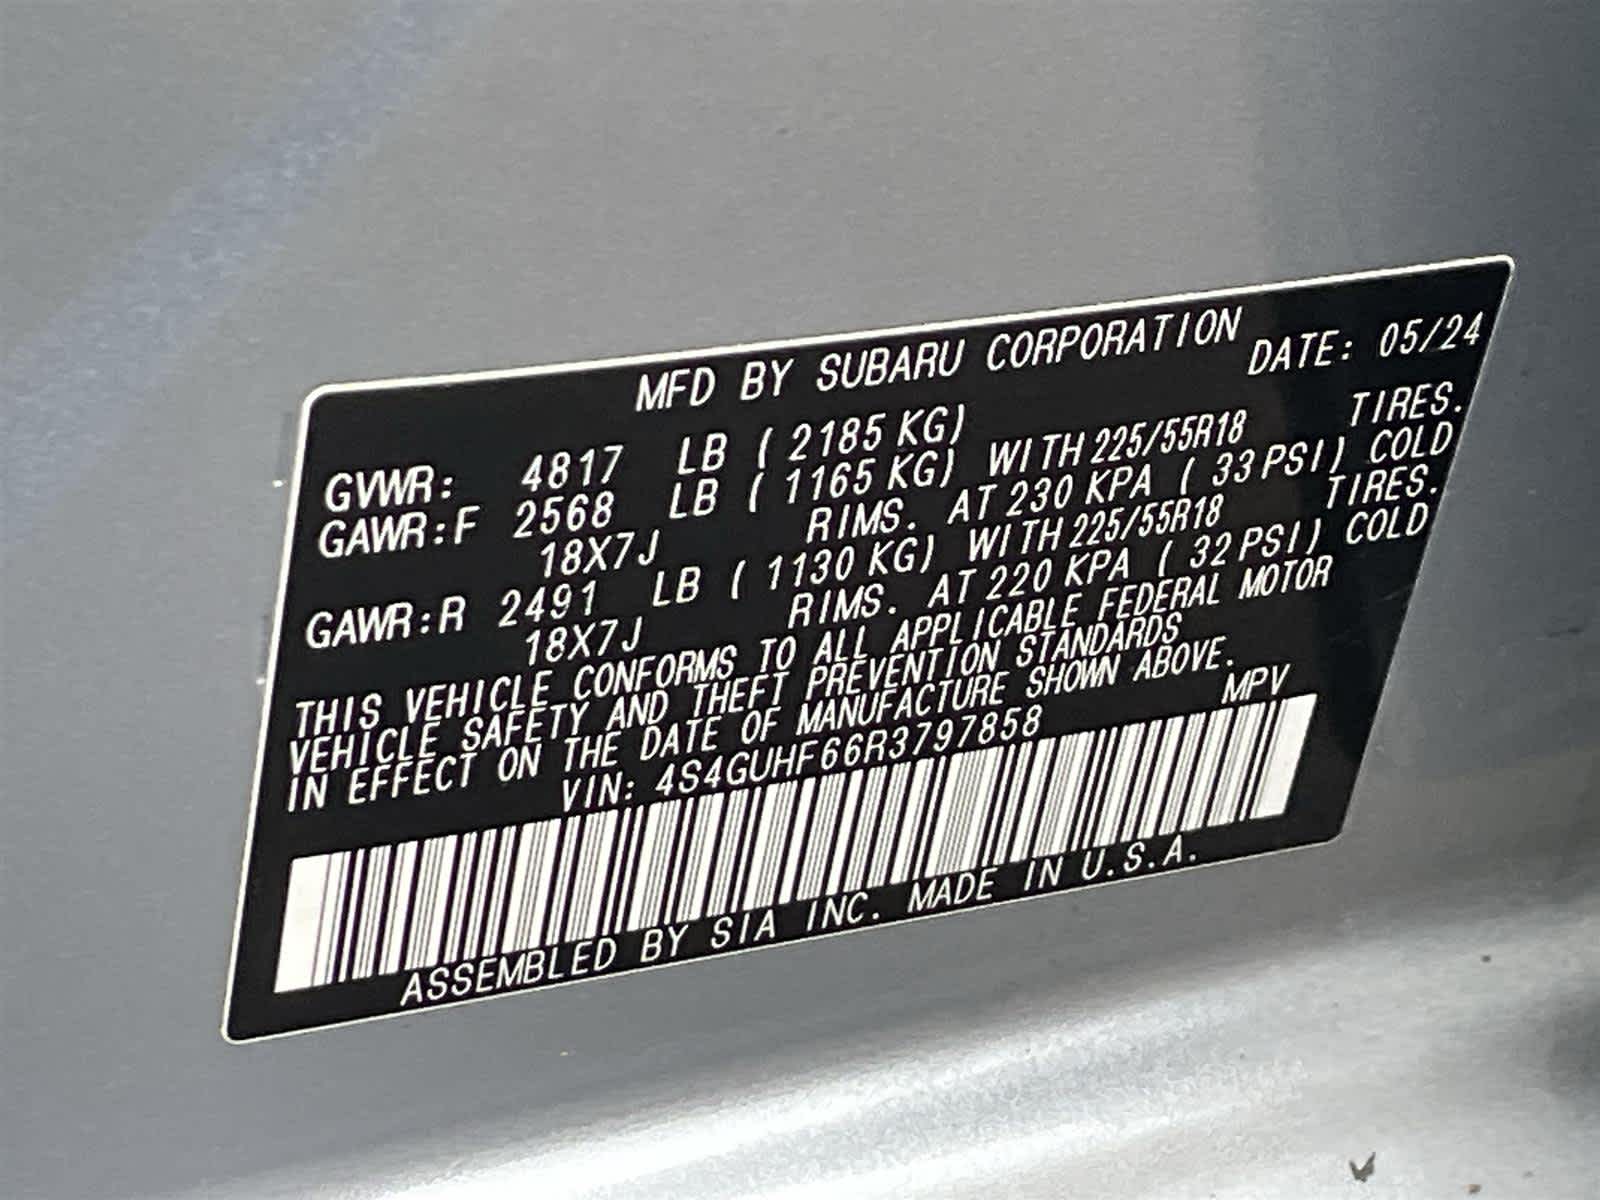 MFD BY SUBARU CORPORATION DATE: 05/24
GVWR: 4817 LB ( 2185 KG)
GAWR:F 2568 LB ( 1165 KG) WITH 225/55R18 TIRES.
18X7J RIMS. AT 230 KPA ( 33 PSI) COLD
GAWR:R 2491 LB ( 1130 KG) WITH 225/55R18 TIRES.
18X7J RIMS. AT 220 KPA ( 32 PSI) COLD
THIS VEHICLE CONFORMS TO ALL APPLICABLE FEDERAL MOTOR
VEHICLE SAFETY AND THEFT PREVENTION STANDARDS
IN EFFECT ON THE DATE OF MANUFACTURE SHOWN ABOVE.
VIN: 4S4GUHF66R3797858 MPV
ASSEMBLED BY SIA INC. MADE IN U.S.A.